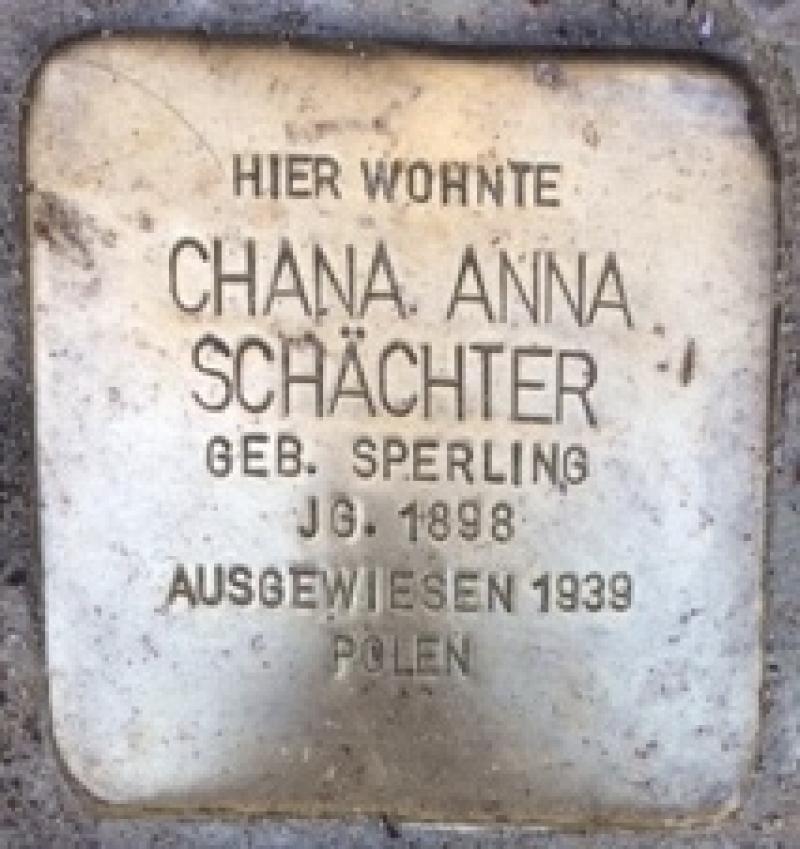 HIER WOHNTE
CHANA ANNA
SCHÄCHTER
GEB. SPERLING
JG. 1898
AUSGEWIESEN 1939
POLEN